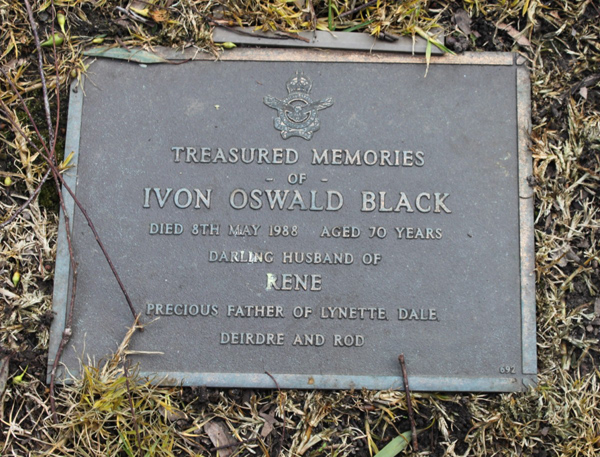 TREASURED MEMORIES
- OF -
IVON OSWALD BLACK
DIED 8TH MAY 1988 AGED 70 YEARS
DARLING HUSBAND OF
RENE
PRECIOUS FATHER OF LYNETTE, DALE,
DEIRDRE AND ROD
692